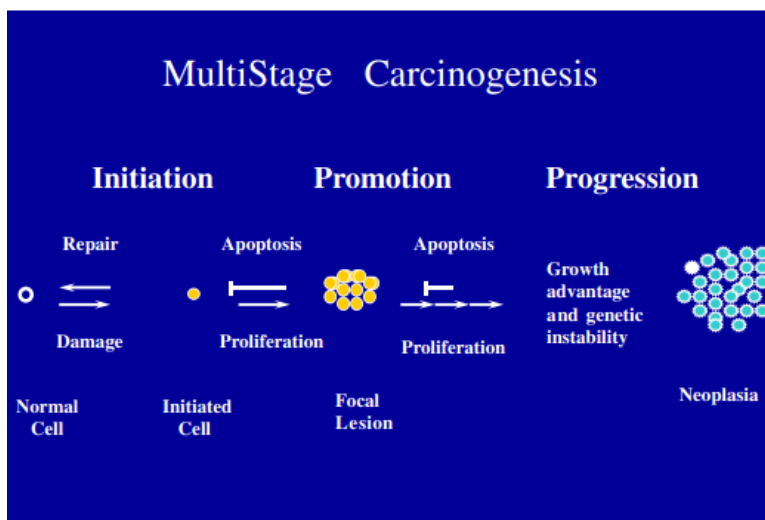 MultiStage Carcinogenesis
Initiation Promotion Progression
Repair Apoptosis Apoptosis
Damage Proliferation Proliferation
Growth
advantage
and genetic
instability
Normal
Cell
Initiated
Cell
Focal
Lesion
Neoplasia